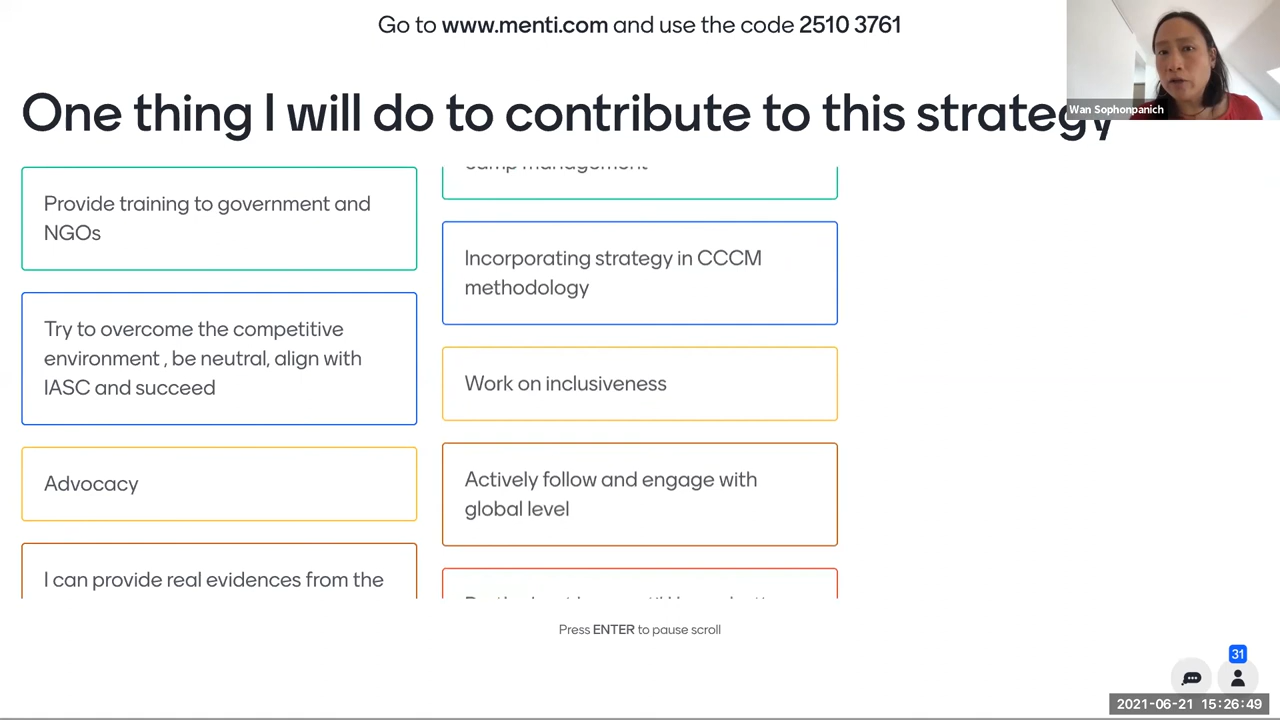 Go to www.menti.com and use the code 2510 3761
Wan Sophonpanich
One thing I will do to contribute to this strategy
Provide training to government and
NGOs
Try to overcome the competitive
environment , be neutral, align with
IASC and succeed
Advocacy
I can provide real evidences from the
Incorporating strategy in CCCM
methodology
Work on inclusiveness
Actively follow and engage with
global level
Press ENTER to pause scroll
31
2021-06-21 15:26:49